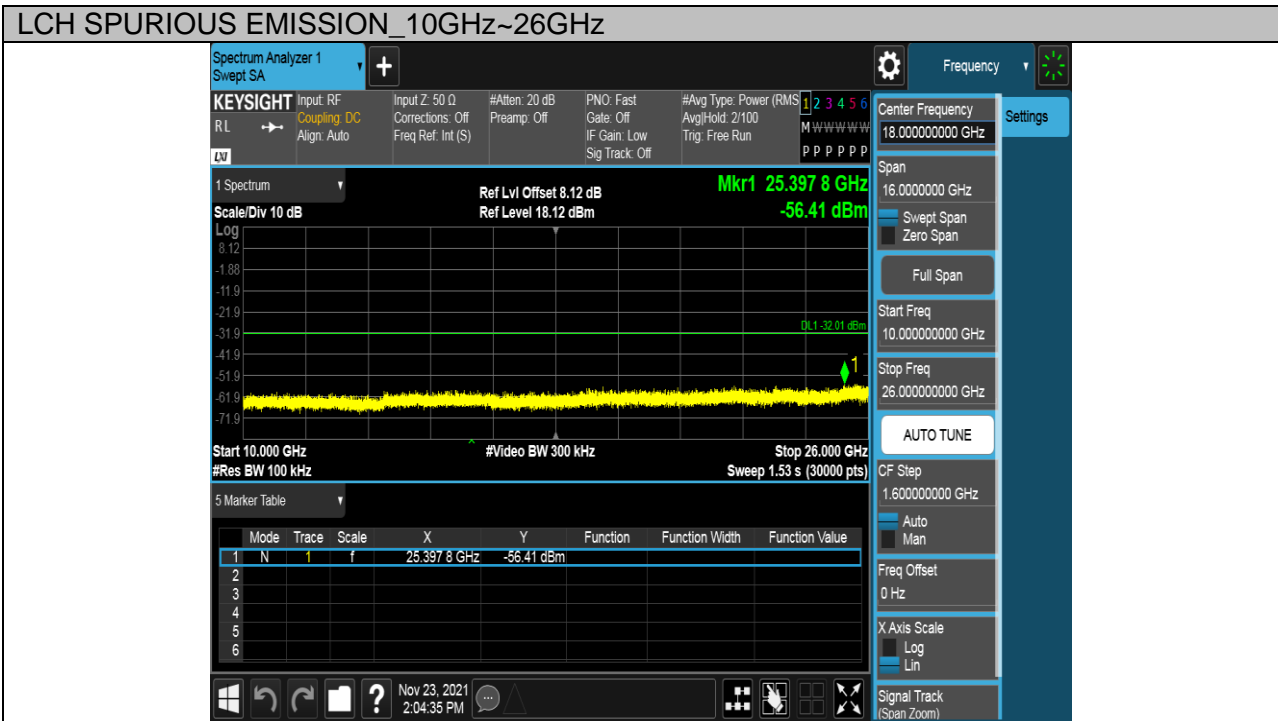 LCH SPURIOUS EMISSION_10GHz~26GHz
Spectrum Analyzer 1
Swept SA
+
Frequency
KEYSIGHT
RL
LXI
Input: RF
Coupling: DC
Align: Auto
Input Z: 50 Ω
Corrections: Off
Freq Ref: Int (S)
#Atten: 20 dB
Preamp: Off
PNO: Fast
Gate: Off
IF Gain: Low
Sig Track: Off
#Avg Type: Power (RMS
Avg|Hold: 2/100
Trig: Free Run
1 2 3 4 5 6
M W W W W W
P P P P P P
1 Spectrum
Scale/Div 10 dB
Ref Lvl Offset 8.12 dB
Ref Level 18.12 dBm
Mkr1 25.397 8 GHz
-56.41 dBm
Log
8.12
-1.88
-11.9
-21.9
-31.9
-41.9
-51.9
-61.9
-71.9
DL1 -32.01 dBm
1
Start 10.000 GHz
#Video BW 300 kHz
Stop 26.000 GHz
#Res BW 100 kHz
Sweep 1.53 s (30000 pts)
5 Marker Table
Mode Trace Scale X Y Function Function Width Function Value
1 N 1 f 25.397 8 GHz -56.41 dBm
2
3
4
5
6
?
Nov 23, 2021
2:04:35 PM
Center Frequency
18.000000000 GHz
Settings
Span
16.0000000 GHz
Swept Span
Zero Span
Full Span
Start Freq
10.000000000 GHz
Stop Freq
26.000000000 GHz
AUTO TUNE
CF Step
1.600000000 GHz
Auto
Man
Freq Offset
0 Hz
X Axis Scale
Log
Lin
Signal Track
(Span Zoom)